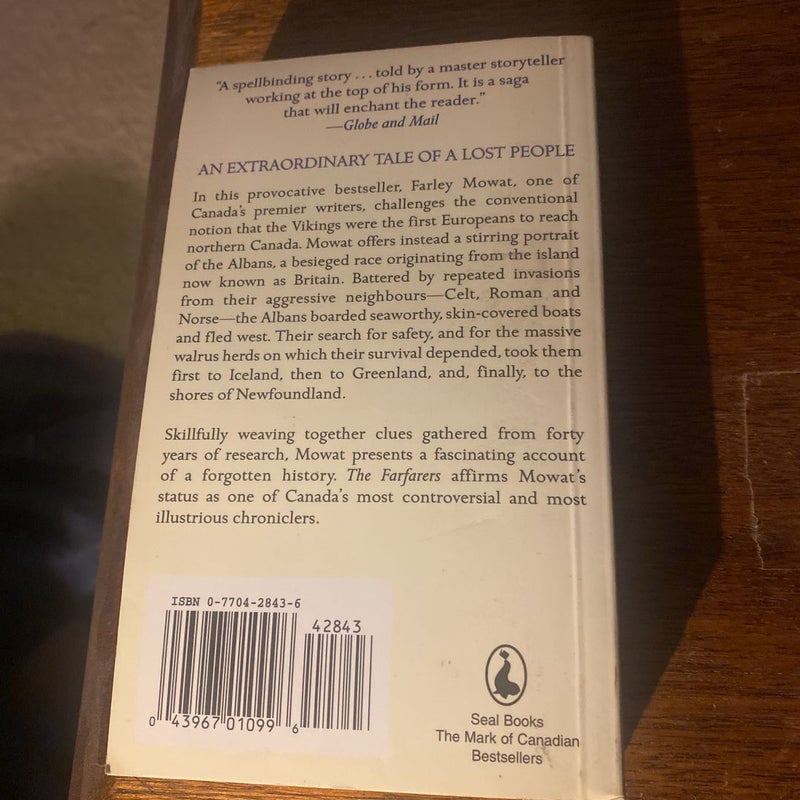 “A spellbinding story . . . told by a master storyteller
working at the top of his form. It is a saga
that will enchant the reader.”
—Globe and Mail
AN EXTRAORDINARY TALE OF A LOST PEOPLE
In this provocative bestseller, Farley Mowat, one of
Canada’s premier writers, challenges the conventional
notion that the Vikings were the first Europeans to reach
northern Canada. Mowat offers instead a stirring portrait
of the Albans, a besieged race originating from the island
now known as Britain. Battered by repeated invasions
from their aggressive neighbours—Celt, Roman and
Norse—the Albans boarded seaworthy, skin-covered boats
and fled west. Their search for safety, and for the massive
walrus herds on which their survival depended, took them
first to Iceland, then to Greenland, and, finally, to the
shores of Newfoundland.
Skillfully weaving together clues gathered from forty
years of research, Mowat presents a fascinating account
of a forgotten history. The Farfarers affirms Mowat’s
status as one of Canada’s most controversial and most
illustrious chroniclers.
ISBN 0-7704-2843-6
42843
0 43967 01099 6
Seal Books
The Mark of Canadian
Bestsellers